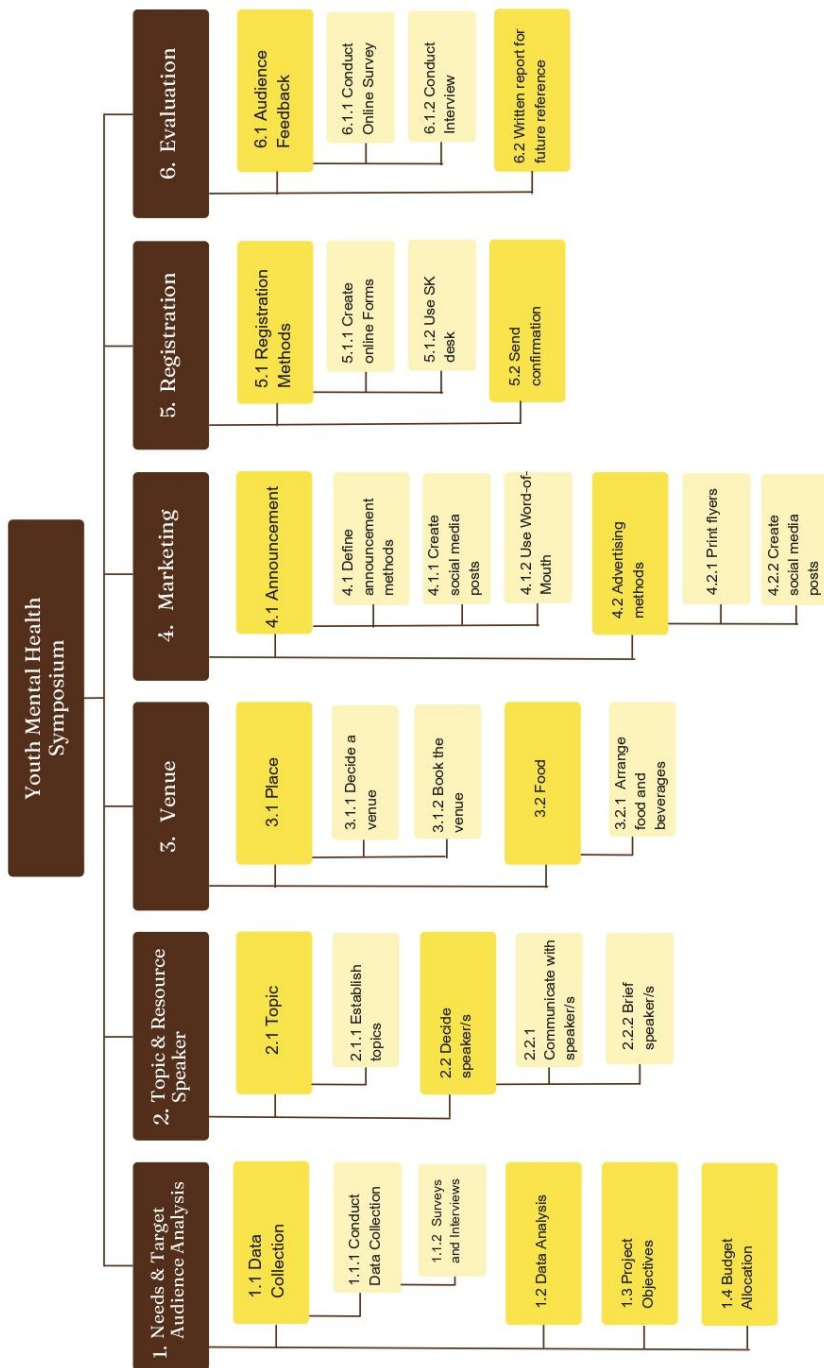 Youth Mental Health
Symposium
1. Needs & Target
Audience Analysis
1.1 Data
Collection
1.1.1 Conduct
Data Collection
1.1.2 Surveys
and Interviews
1.2 Data Analysis
1.3 Project
Objectives
1.4 Budget
Allocation
2. Topic & Resource
Speaker
2.1 Topic
2.1.1 Establish
topics
2.2 Decide
speaker/s
2.2.1
Communicate with
speaker/s
2.2.2 Brief
speaker/s
3. Venue
3.1 Place
3.1.1 Decide a
venue
3.1.2 Book the
venue
3.2 Food
3.2.1 Arrange
food and
beverages
4. Marketing
4.1 Announcement
4.1 Define
announcement
methods
4.1.1 Create
social media
posts
4.1.2 Use Word-of-
Mouth
4.2 Advertising
methods
4.2.1 Print flyers
4.2.2 Create
social media
posts
5. Registration
5.1 Registration
Methods
5.1.1 Create
online Forms
5.1.2 Use SK
desk
5.2 Send
confirmation
6. Evaluation
6.1 Audience
Feedback
6.1.1 Conduct
Online Survey
6.1.2 Conduct
Interview
6.2 Written report for
future reference